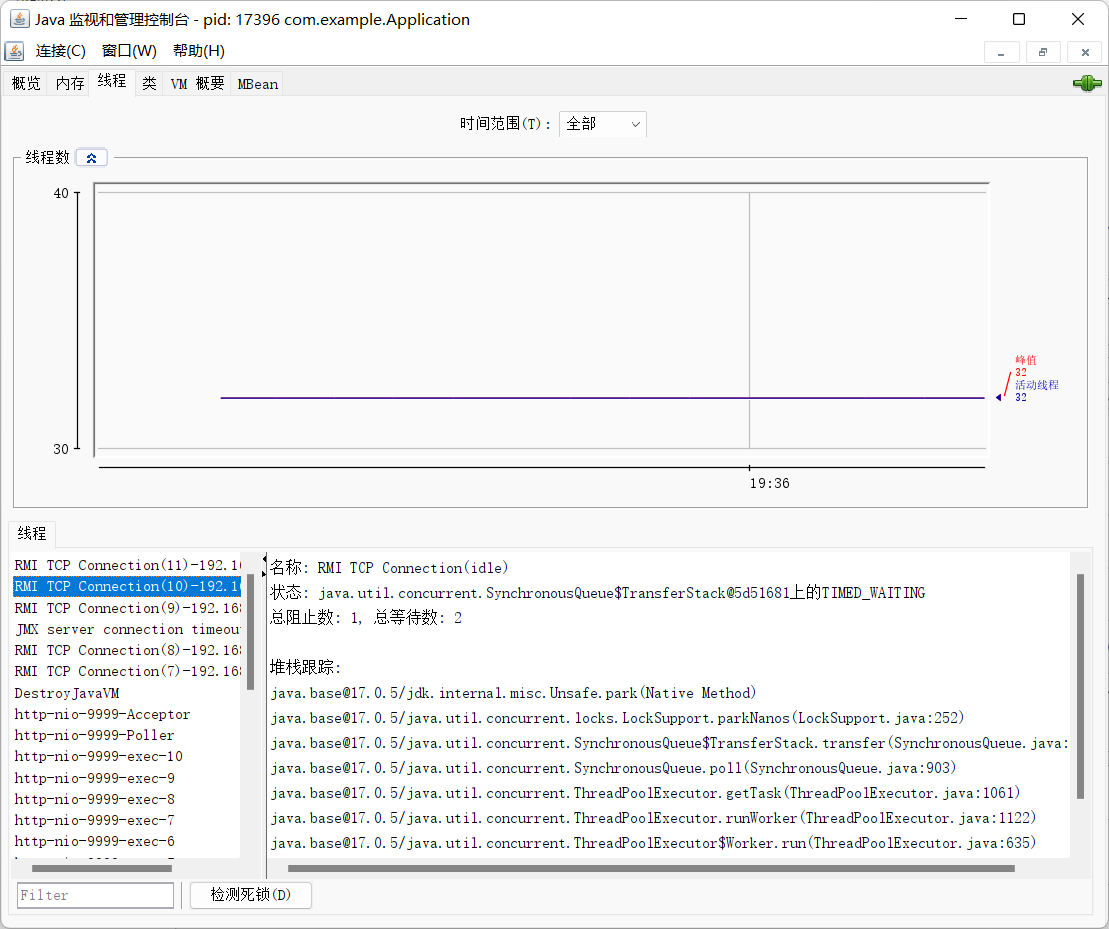 Java 监视和管理控制台 - pid: 17396 com.example.Application
连接(C) 窗口(W) 帮助(H)
概览 内存 线程 类 VM 概要 MBean
时间范围(T): 全部
线程数
40
30
峰值
32
活动线程
32
19:36
线程
RMI TCP Connection(11)-192.16
RMI TCP Connection(10)-192.16
RMI TCP Connection(9)-192.168
JMX server connection timeou
RMI TCP Connection(8)-192.168
RMI TCP Connection(7)-192.168
DestroyJavaVM
http-nio-9999-Acceptor
http-nio-9999-Poller
http-nio-9999-exec-10
http-nio-9999-exec-9
http-nio-9999-exec-8
http-nio-9999-exec-7
http-nio-9999-exec-6
名称: RMI TCP Connection(idle)
状态: java.util.concurrent.SynchronousQueue$TransferStack@5d51681上的TIMED_WAITING
总阻止数: 1, 总等待数: 2
堆栈跟踪:
java.base@17.0.5/jdk.internal.misc.Unsafe.park(Native Method)
java.base@17.0.5/java.util.concurrent.locks.LockSupport.parkNanos(LockSupport.java:252)
java.base@17.0.5/java.util.concurrent.SynchronousQueue$TransferStack.transfer(SynchronousQueue.java:
java.base@17.0.5/java.util.concurrent.SynchronousQueue.poll(SynchronousQueue.java:903)
java.base@17.0.5/java.util.concurrent.ThreadPoolExecutor.getTask(ThreadPoolExecutor.java:1061)
java.base@17.0.5/java.util.concurrent.ThreadPoolExecutor.runWorker(ThreadPoolExecutor.java:1122)
java.base@17.0.5/java.util.concurrent.ThreadPoolExecutor$Worker.run(ThreadPoolExecutor.java:635)
Filter
检测死锁(D)